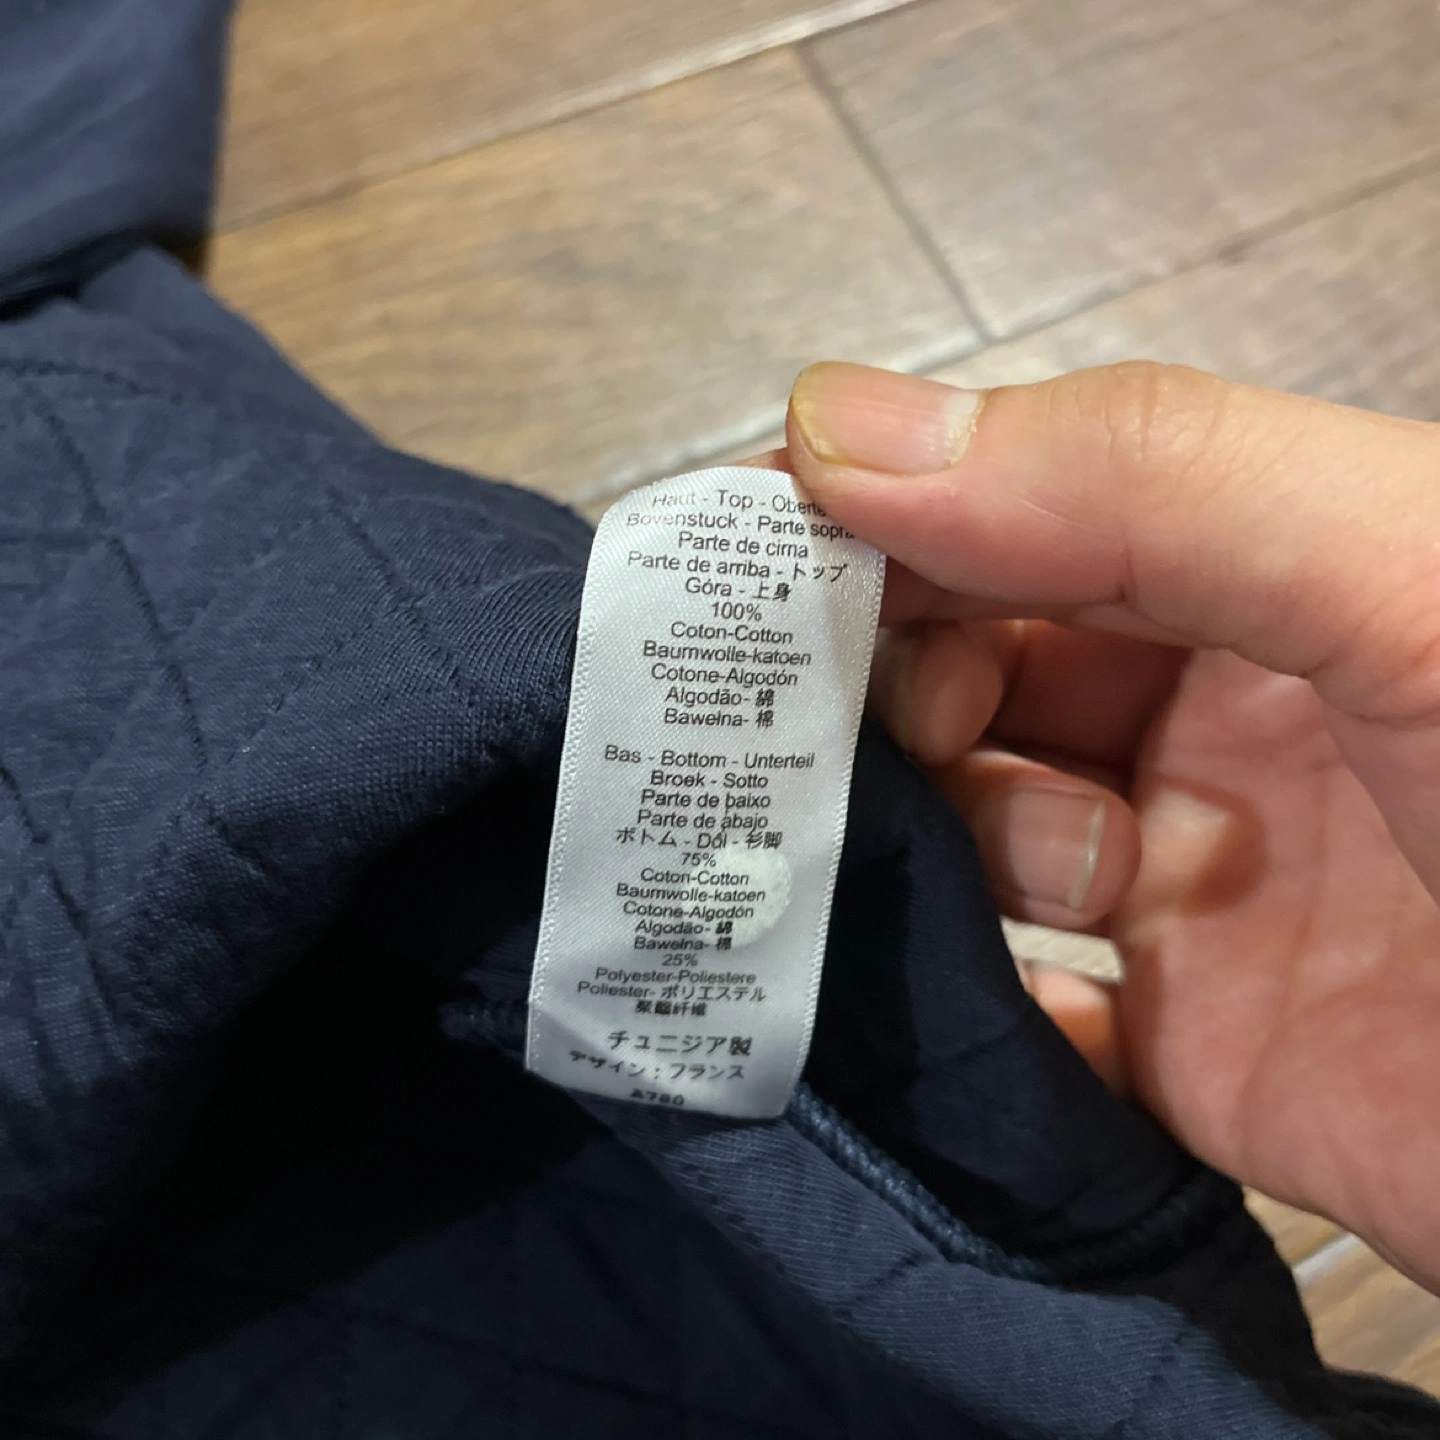 Haut - Top - Oberte
Bovenstuck - Parte sopra
Parte de cima
Parte de arriba - トップ
Góra - 上身
100%
Coton-Cotton
Baumwolle-katoen
Cotone-Algodón
Algodão- 綿
Bawełna- 棉
Bas - Bottom - Unterteil
Broek - Sotto
Parte de baixo
Parte de abajo
ボトム - Dół - 衫脚
75%
Coton-Cotton
Baumwolle-katoen
Cotone-Algodón
Algodão- 綿
Bawełna- 棉
25%
Polyester-Poliestere
Poliester- ポリエステル
聚酯纤维
チュニジア製
デザイン : フランス
A780